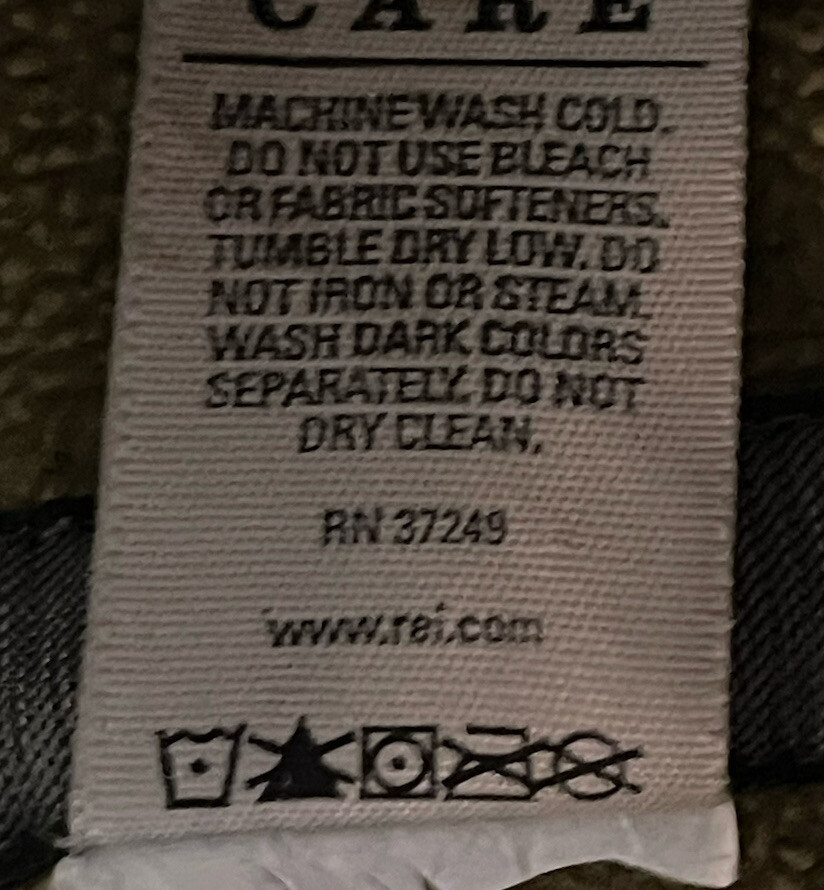 CARE
MACHINE WASH COLD.
DO NOT USE BLEACH
OR FABRIC SOFTENERS.
TUMBLE DRY LOW. DO
NOT IRON OR STEAM.
WASH DARK COLORS
SEPARATELY. DO NOT
DRY CLEAN.
RN 37249
www.rei.com